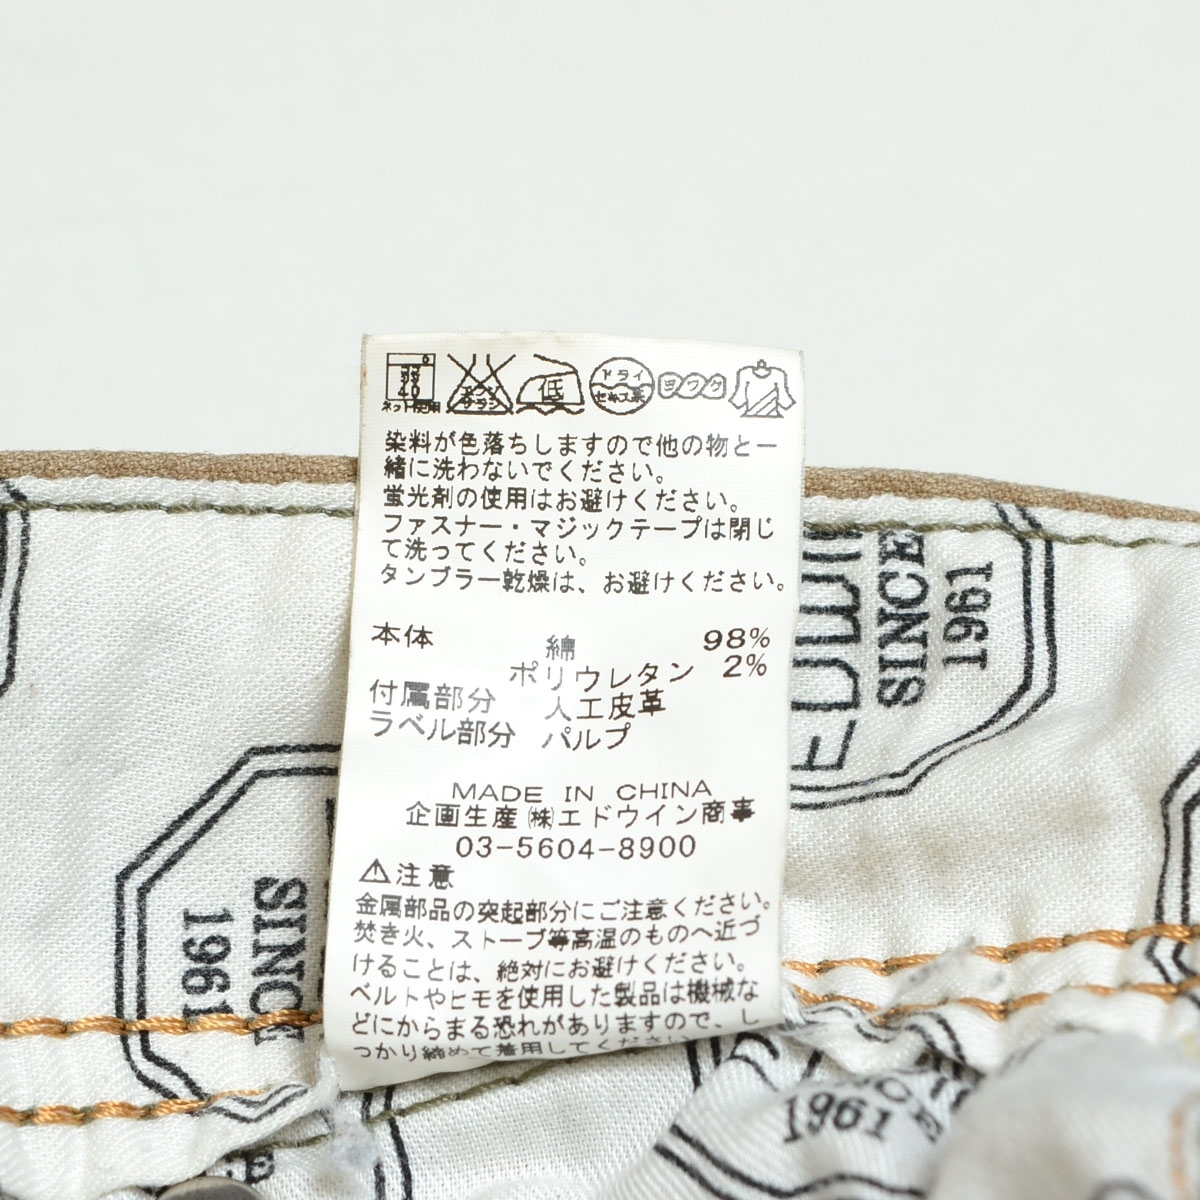 40
ネット使用
エンソ
サラシ
低
ドライ
セキユ系
ヨワク
染料が色落ちしますので他の物と一
緒に洗わないでください。
蛍光剤の使用はお避けください。
ファスナー・マジックテープは閉じ
て洗ってください。
タンブラー乾燥は、お避けください。
本体 綿 98%
ポリウレタン 2%
付属部分 人工皮革
ラベル部分 パルプ
MADE IN CHINA
企画生産 ㈱エドウイン商事
03-5604-8900
⚠注意
金属部品の突起部分にご注意ください。
焚き火、ストーブ等高温のものへ近づ
けることは、絶対にお避けください。
ベルトやヒモを使用した製品は機械な
どにからまる恐れがありますので、し
っかり締めて着用してください
EDWIN
SINCE
1961
SINCE
1961
1961